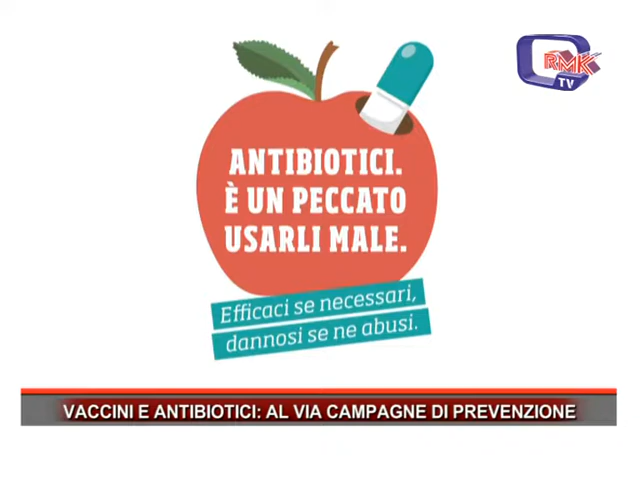 RMK
TV
ANTIBIOTICI.
È UN PECCATO
USARLI MALE.
Efficaci se necessari,
dannosi se ne abusi.
VACCINI E ANTIBIOTICI: AL VIA CAMPAGNE DI PREVENZIONE